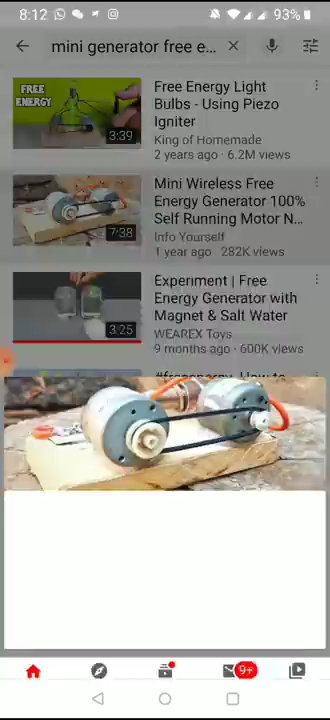 8:12
93%
mini generator free e...
FREE
ENERGY
3:39
Free Energy Light
Bulbs - Using Piezo
Igniter
King of Homemade
2 years ago · 6.2M views
7:38
Mini Wireless Free
Energy Generator 100%
Self Running Motor N...
Info Yourself
1 year ago · 282K views
3:25
Experiment | Free
Energy Generator with
Magnet & Salt Water
WEAREX Toys
9 months ago · 600K views
#freeenergy, How to
9+